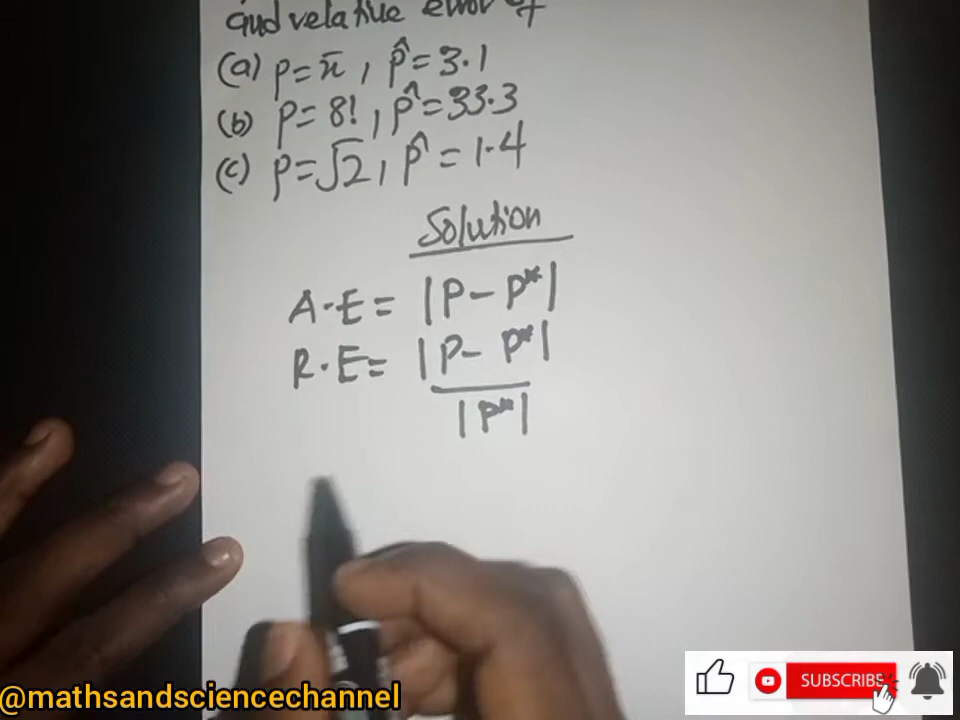 and relative error of
(a) p = π, p̂ = 3.1
(b) p = 8!, p̂ = 33.3
(c) p = √2, p̂ = 1.4
Solution
A.E = |P - P*|
R.E = |P - P*|
|P*|
@mathsandsciencechannel
SUBSCRIBE